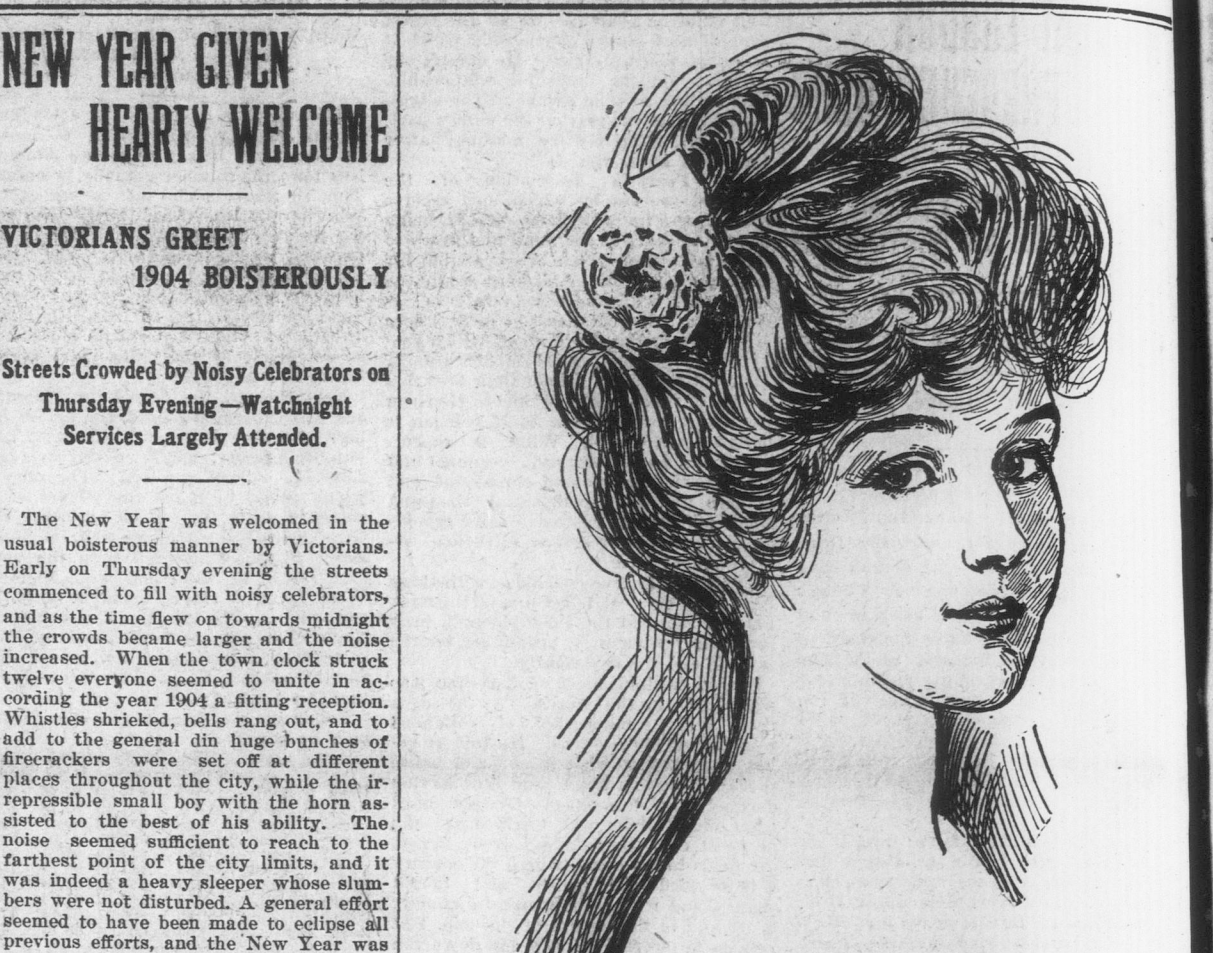 NEW YEAR GIVEN
HEARTY WELCOME
VICTORIANS GREET
1904 BOISTEROUSLY
Streets Crowded by Noisy Celebrators on
Thursday Evening—Watchnight
Services Largely Attended.
The New Year was welcomed in the
usual boisterous manner by Victorians.
Early on Thursday evening the streets
commenced to fill with noisy celebrators,
and as the time flew on towards midnight
the crowds became larger and the noise
increased. When the town clock struck
twelve everyone seemed to unite in ac-
cording the year 1904 a fitting reception.
Whistles shrieked, bells rang out, and to
add to the general din huge bunches of
firecrackers were set off at different
places throughout the city, while the ir-
repressible small boy with the horn as-
sisted to the best of his ability. The
noise seemed sufficient to reach to the
farthest point of the city limits, and it
was indeed a heavy sleeper whose slum-
bers were not disturbed. A general effort
seemed to have been made to eclipse all
previous efforts, and the New Year was